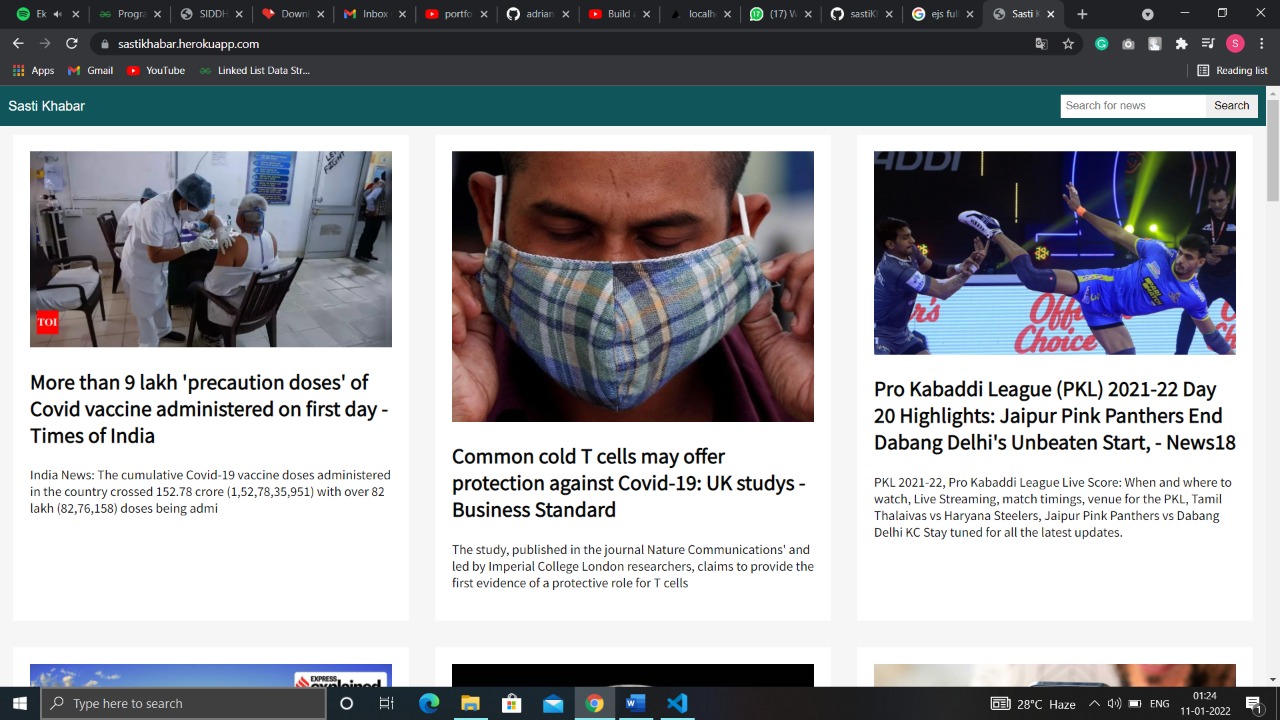 Ek
Progra
SIDDH
Downl
Inbox
portfo
adrian
Build a
localhe
(17) W
sastiK
ejs full
Sasti K
sastikhabar.herokuapp.com
S
Apps
Gmail
YouTube
Linked List Data Str...
Reading list
Sasti Khabar
Search for news
Search
TOI
More than 9 lakh 'precaution doses' of
Covid vaccine administered on first day -
Times of India
India News: The cumulative Covid-19 vaccine doses administered
in the country crossed 152.78 crore (1,52,78,35,951) with over 82
lakh (82,76,158) doses being admi
Common cold T cells may offer
protection against Covid-19: UK studys -
Business Standard
The study, published in the journal Nature Communications' and
led by Imperial College London researchers, claims to provide the
first evidence of a protective role for T cells
ADDI
er's
Choice
Pro Kabaddi League (PKL) 2021-22 Day
20 Highlights: Jaipur Pink Panthers End
Dabang Delhi's Unbeaten Start, - News18
PKL 2021-22, Pro Kabaddi League Live Score: When and where to
watch, Live Streaming, match timings, venue for the PKL, Tamil
Thalaivas vs Haryana Steelers, Jaipur Pink Panthers vs Dabang
Delhi KC Stay tuned for all the latest updates.
EXPRESS
explained
Type here to search
28°C Haze
ENG
01:24
11-01-2022
1